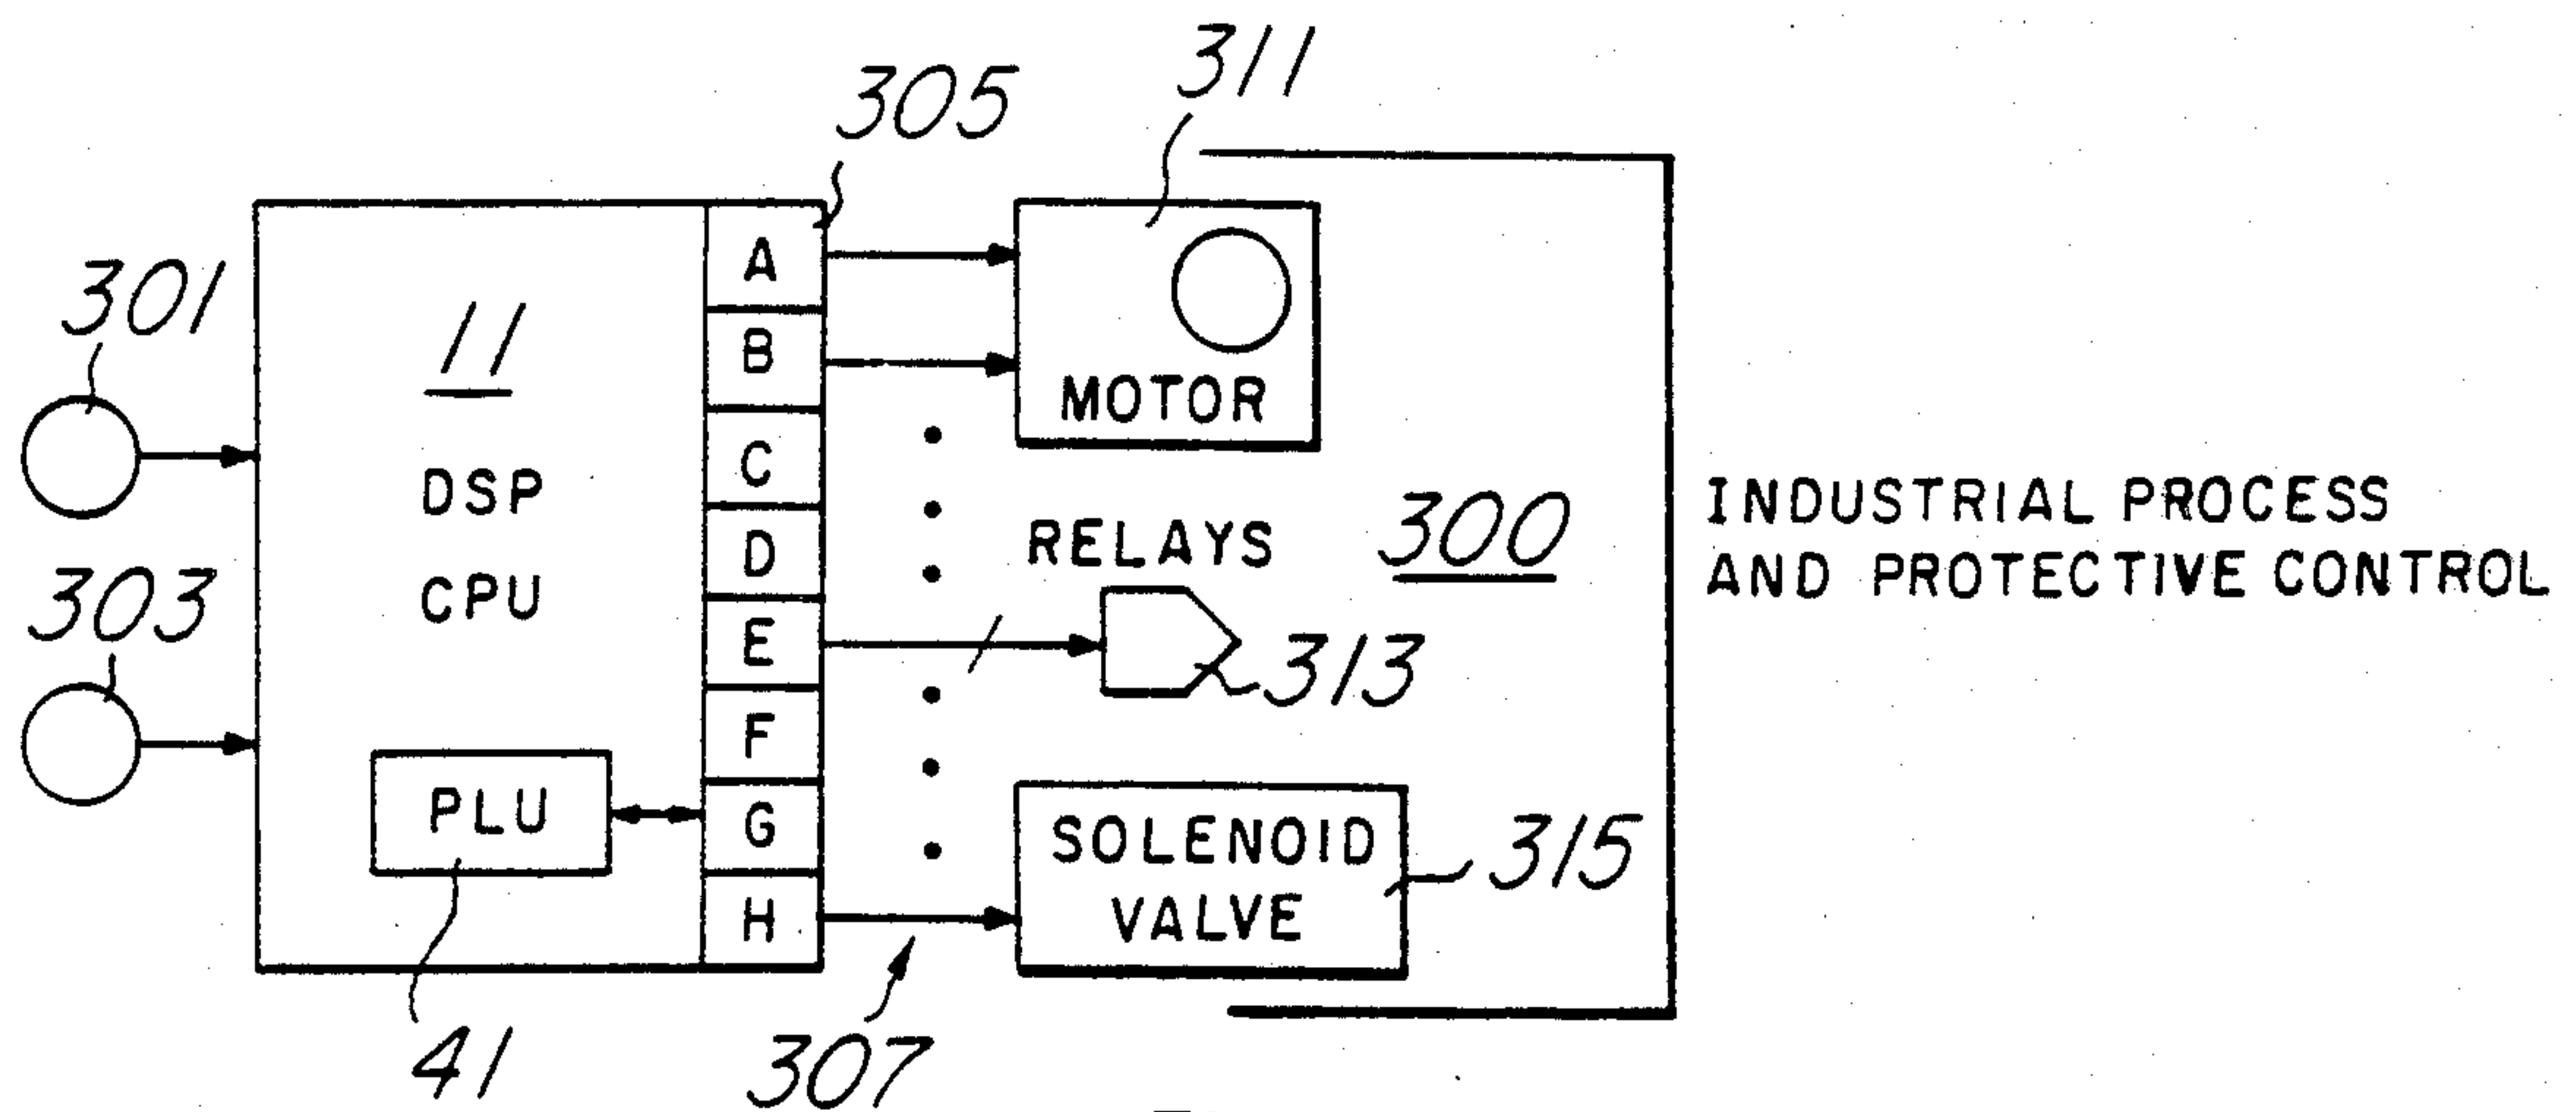 311
305
301
11
DSP
CPU
303
PLU
41
A
B
C
D
E
F
G
H
307
MOTOR
RELAYS
300
313
SOLENOID
VALVE
315
INDUSTRIAL PROCESS
AND PROTECTIVE CONTROL